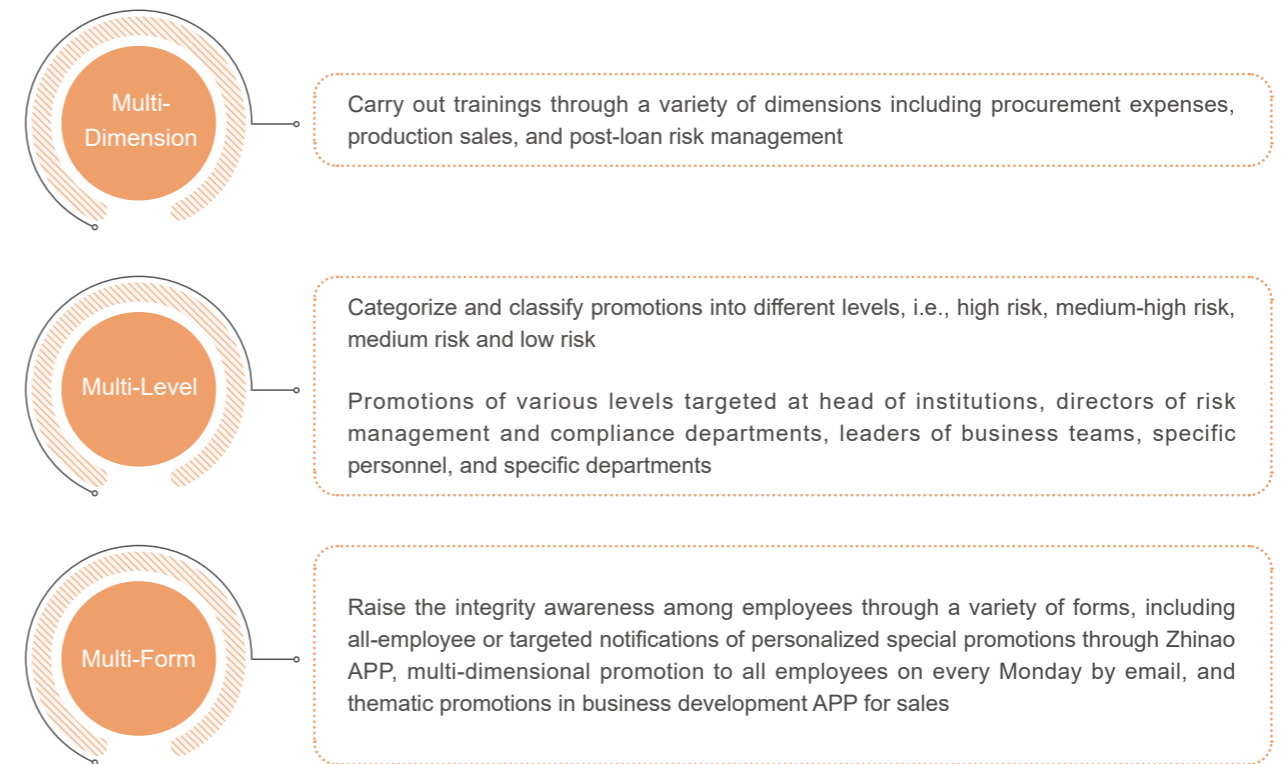 Multi-
Dimension
Carry out trainings through a variety of dimensions including procurement expenses,
production sales, and post-loan risk management
Multi-Level
Categorize and classify promotions into different levels, i.e., high risk, medium-high risk,
medium risk and low risk
Promotions of various levels targeted at head of institutions, directors of risk
management and compliance departments, leaders of business teams, specific
personnel, and specific departments
Multi-Form
Raise the integrity awareness among employees through a variety of forms, including
all-employee or targeted notifications of personalized special promotions through Zhinao
APP, multi-dimensional promotion to all employees on every Monday by email, and
thematic promotions in business development APP for sales